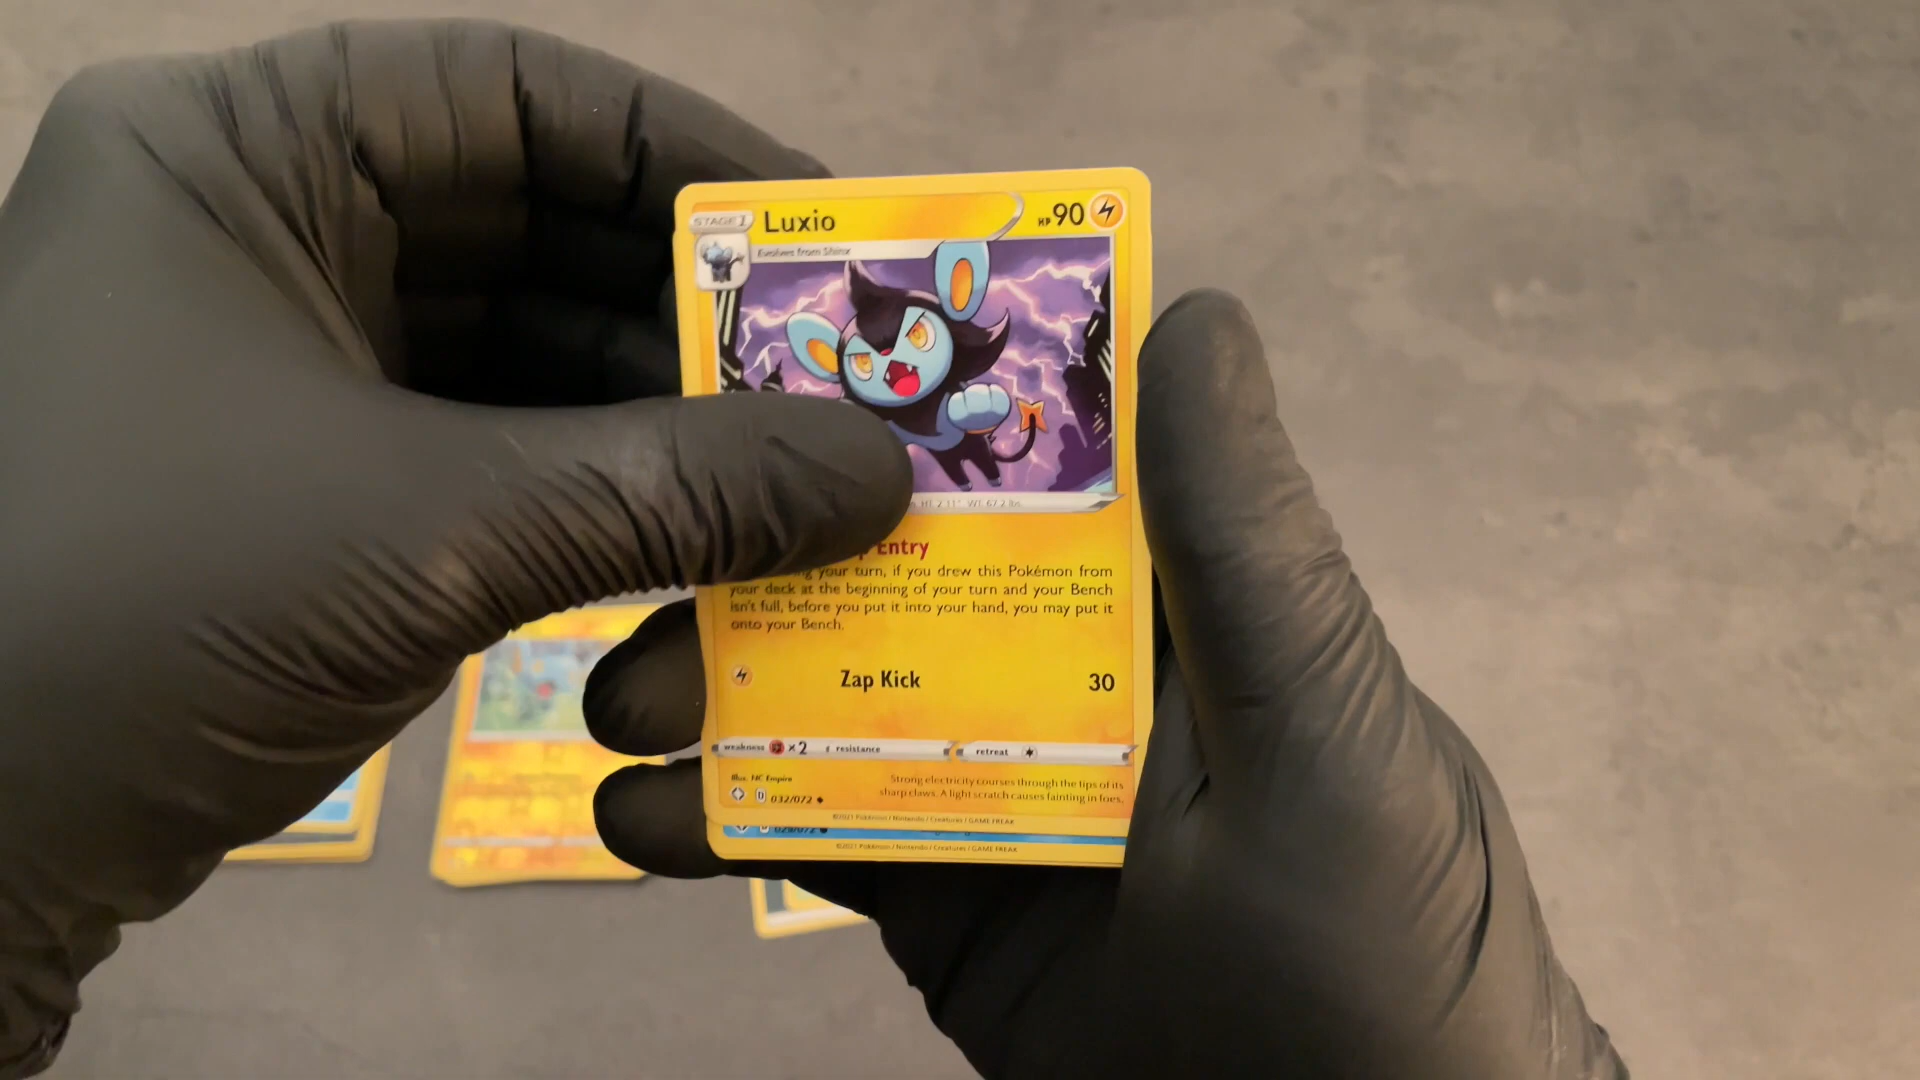 STAGE 1 Luxio HP 90
Evolves from Shinx
HT: 2'11" WT: 67.2 lbs.
Entry
your turn, if you drew this Pokémon from
your deck at the beginning of your turn and your Bench
isn't full, before you put it into your hand, you may put it
onto your Bench.
Zap Kick 30
weakness ×2 resistance retreat
Illus. NC Empire
Strong electricity courses through the tips of its
sharp claws. A light scratch causes fainting in foes.
D 032/072
©2021 Pokémon / Nintendo / Creatures / GAME FREAK
029/072
©2021 Pokémon / Nintendo / Creatures / GAME FREAK